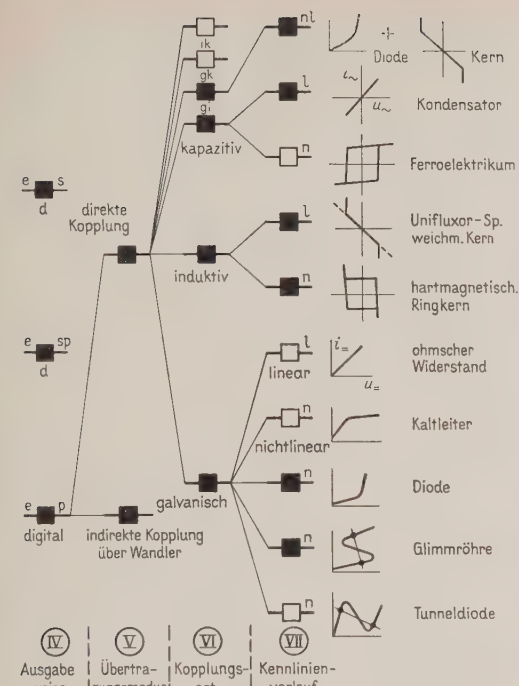 nl
Diode
Kern
ik
gk
gi
kapazitiv
l
i~
u~
Kondensator
n
Ferroelektrikum
e s
d
direkte
Kopplung
induktiv
l
Unifluxor-Sp.
weichm. Kern
n
hartmagnetisch.
Ringkern
e sp
d
l
linear
i=
u=
ohmscher
Widerstand
n
nichtlinear
Kaltleiter
galvanisch
n
Diode
e p
digital
indirekte Kopplung
über Wandler
n
Glimmröhre
n
Tunneldiode
IV V VI VII
Ausgabe Übertra- Kopplungs- Kennlinien-